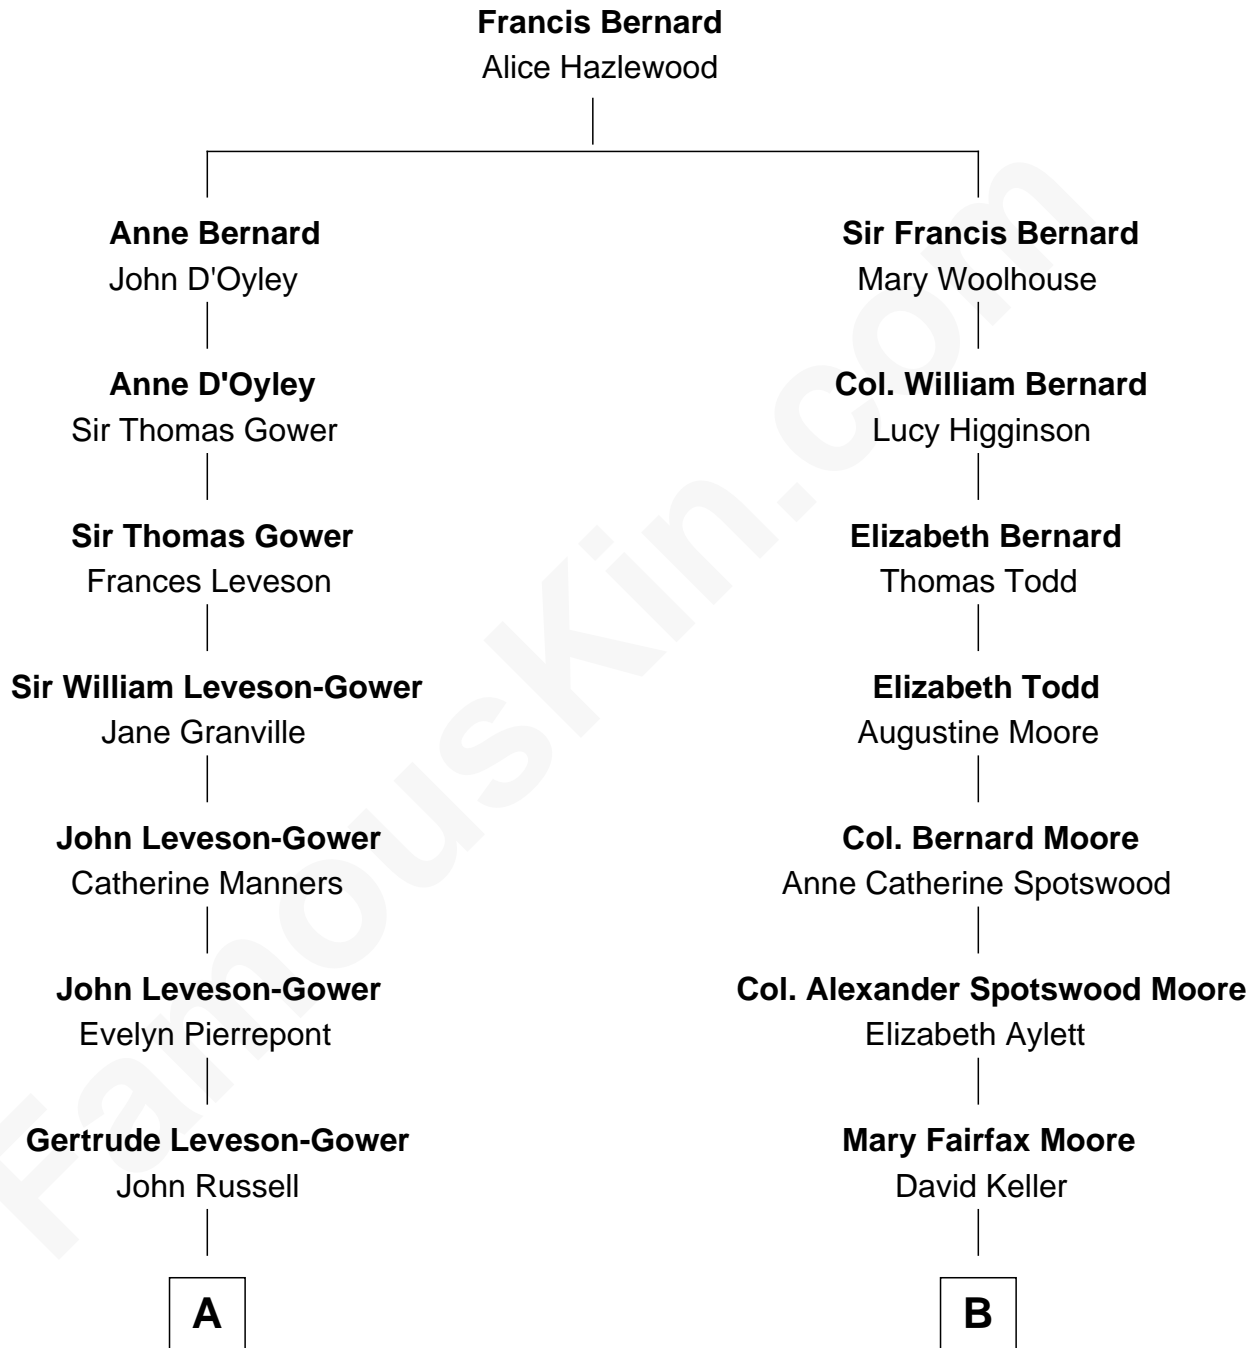 Francis Bernard
Alice Hazlewood
Anne Bernard
John D'Oyley
Sir Francis Bernard
Mary Woolhouse
Anne D'Oyley
Sir Thomas Gower
Col. William Bernard
Lucy Higginson
Sir Thomas Gower
Frances Leveson
Elizabeth Bernard
Thomas Todd
Sir William Leveson-Gower
Jane Granville
Elizabeth Todd
Augustine Moore
John Leveson-Gower
Catherine Manners
Col. Bernard Moore
Anne Catherine Spotswood
John Leveson-Gower
Evelyn Pierrepont
Col. Alexander Spotswood Moore
Elizabeth Aylett
Gertrude Leveson-Gower
John Russell
Mary Fairfax Moore
David Keller
A
B
FamousKin.com